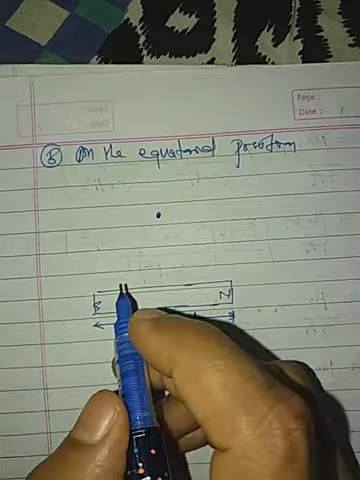 Page :
Date : /
(b) On the equatorial position
S N